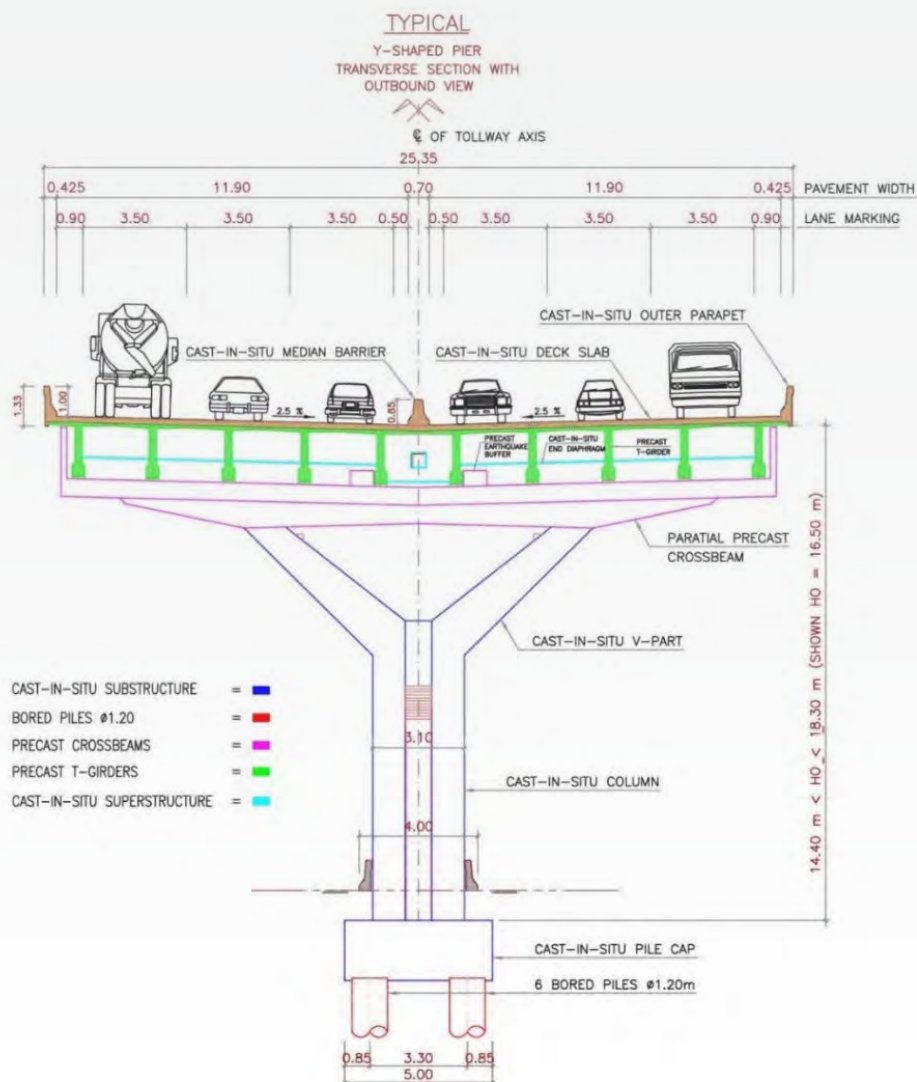 TYPICAL
Y-SHAPED PIER
TRANSVERSE SECTION WITH
OUTBOUND VIEW
℄ OF TOLLWAY AXIS
25.35
0.425 11.90 0.70 11.90 0.425 PAVEMENT WIDTH
0.90 3.50 3.50 3.50 0.50 0.50 3.50 3.50 3.50 0.90 LANE MARKING
CAST-IN-SITU OUTER PARAPET
CAST-IN-SITU MEDIAN BARRIER
CAST-IN-SITU DECK SLAB
1.33
1.00
2.5 %
0.85
2.5 %
PRECAST
EARTHQUAKE
BUFFER
CAST-IN-SITU
END DIAPHRAGM
PRECAST
T-GIRDER
PARATIAL PRECAST
CROSSBEAM
14.40 m < HO < 18.30 m (SHOWN HO = 16.50 m)
CAST-IN-SITU V-PART
CAST-IN-SITU SUBSTRUCTURE =
BORED PILES ø1.20 =
PRECAST CROSSBEAMS =
PRECAST T-GIRDERS =
CAST-IN-SITU SUPERSTRUCTURE =
3.10
CAST-IN-SITU COLUMN
4.00
CAST-IN-SITU PILE CAP
6 BORED PILES ø1.20m
0.85 3.30 0.85
5.00